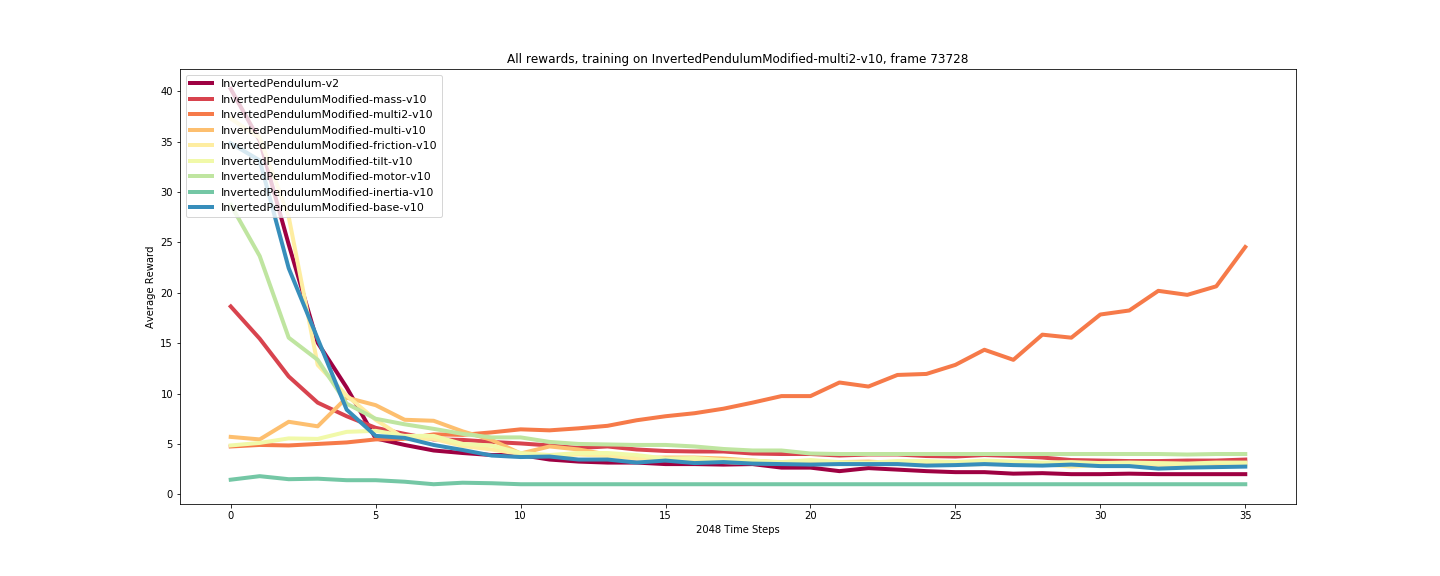 All rewards, training on InvertedPendulumModified-multi2-v10, frame 73728
InvertedPendulum-v2
InvertedPendulumModified-mass-v10
InvertedPendulumModified-multi2-v10
InvertedPendulumModified-multi-v10
InvertedPendulumModified-friction-v10
InvertedPendulumModified-tilt-v10
InvertedPendulumModified-motor-v10
InvertedPendulumModified-inertia-v10
InvertedPendulumModified-base-v10
40
35
30
25
20
15
10
5
0
Average Reward
0 5 10 15 20 25 30 35
2048 Time Steps